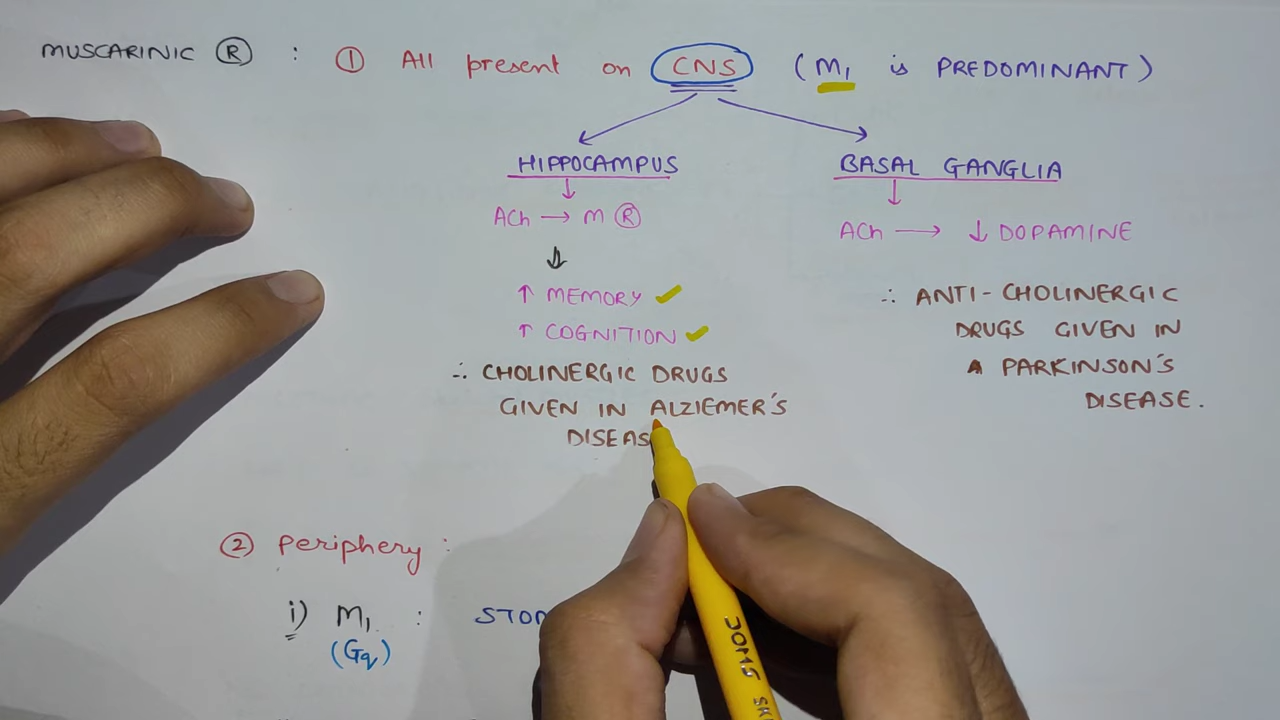 MUSCARINIC Ⓡ : ① All present on CNS (M₁ is PREDOMINANT)
HIPPOCAMPUS
ACh → M Ⓡ
↓
↑ MEMORY ✓
↑ COGNITION ✓
∴ CHOLINERGIC DRUGS
GIVEN IN ALZIEMER'S
BASAL GANGLIA
ACh → ↓ DOPAMINE
∴ ANTI-CHOLINERGIC
DRUGS GIVEN IN
PARKINSON'S
DISEASE.
② Periphery :
i) M₁ :
(Gq)
JOMS